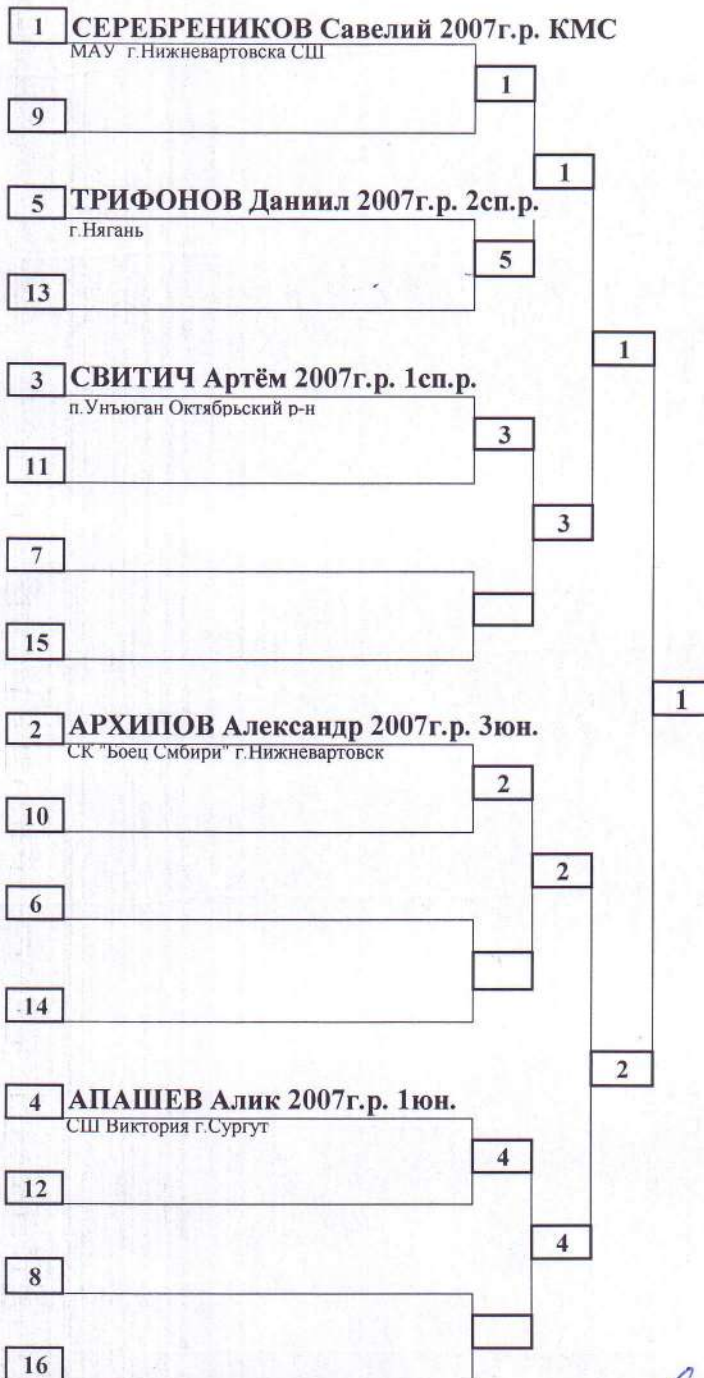 1 СЕРЕБРЕНИКОВ Савелий 2007г.р. КМС
МАУ г.Нижневартовска СШ
1
9
1
5 ТРИФОНОВ Даниил 2007г.р. 2сп.р.
г.Нягань
5
13
1
3 СВИТИЧ Артём 2007г.р. 1сп.р.
п.Унъюган Октябрьский р-н
3
11
3
7
15
1
2 АРХИПОВ Александр 2007г.р. 3юн.
СК "Боец Смбири" г.Нижневартовск
2
10
2
6
14
2
4 АПАШЕВ Алик 2007г.р. 1юн.
СШ Виктория г.Сургут
4
12
4
8
16